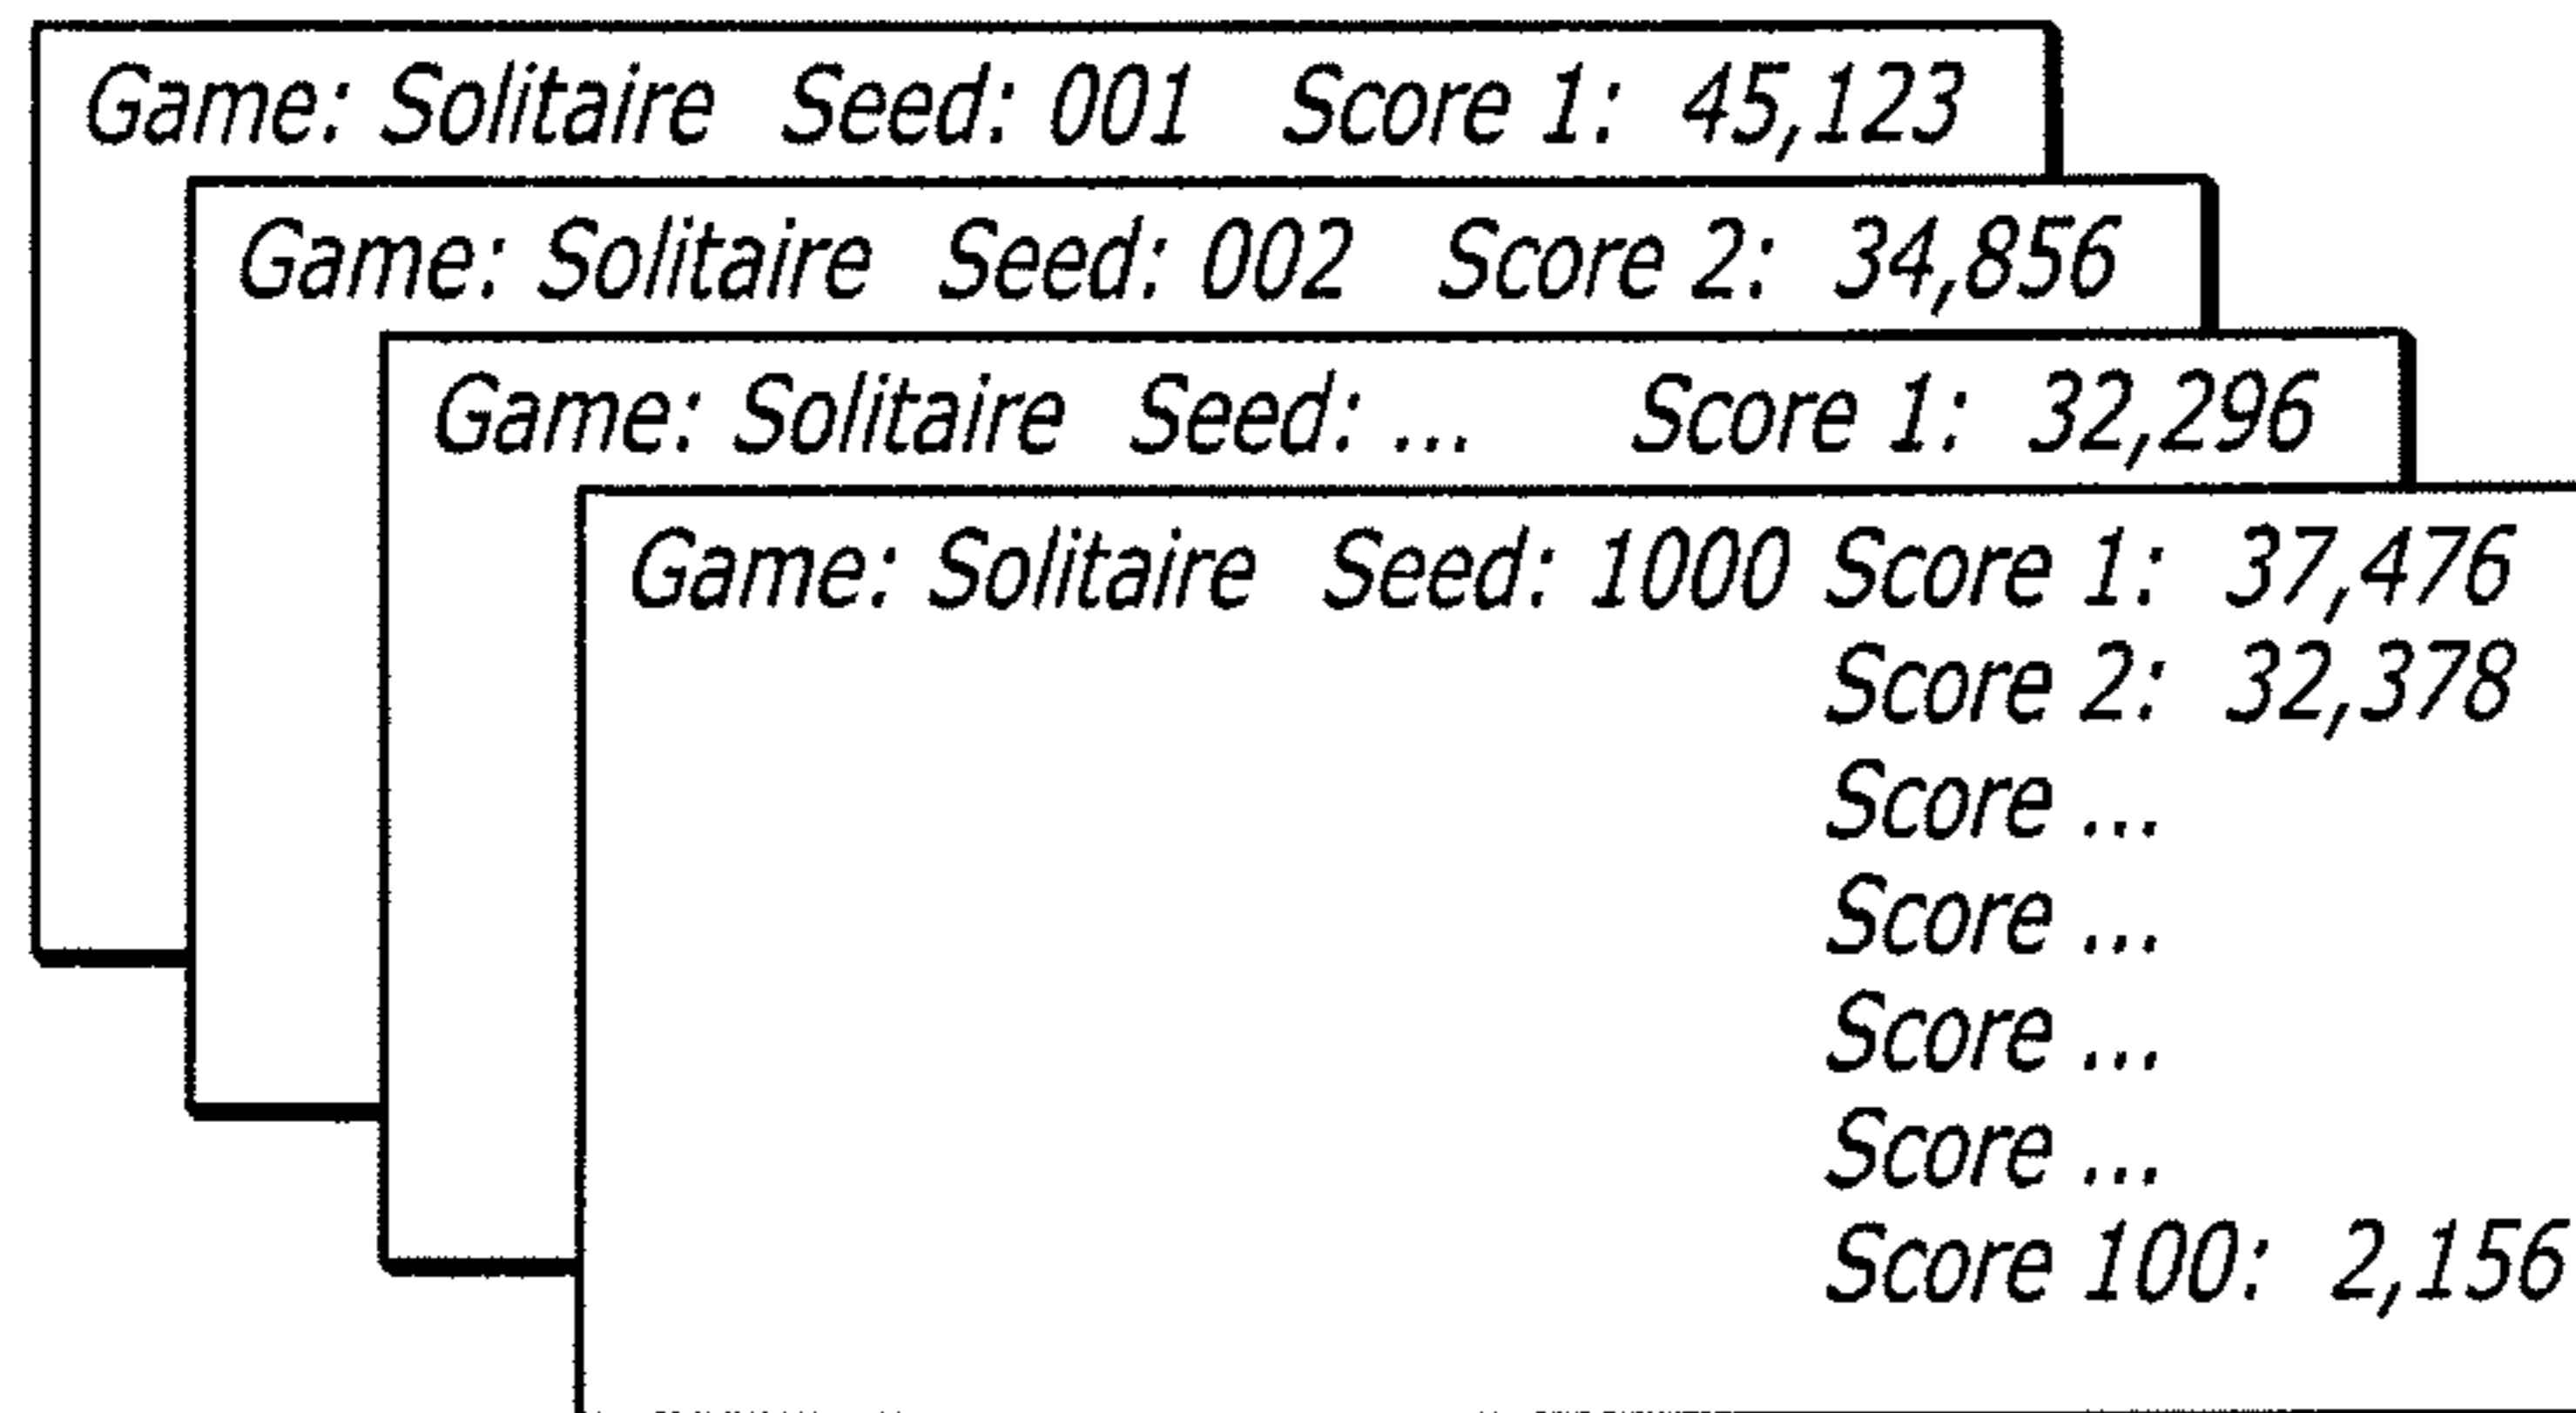 Game: Solitaire Seed: 001 Score 1: 45,123
Game: Solitaire Seed: 002 Score 2: 34,856
Game: Solitaire Seed: ... Score 1: 32,296
Game: Solitaire Seed: 1000 Score 1: 37,476
Score 2: 32,378
Score ...
Score ...
Score ...
Score ...
Score 100: 2,156